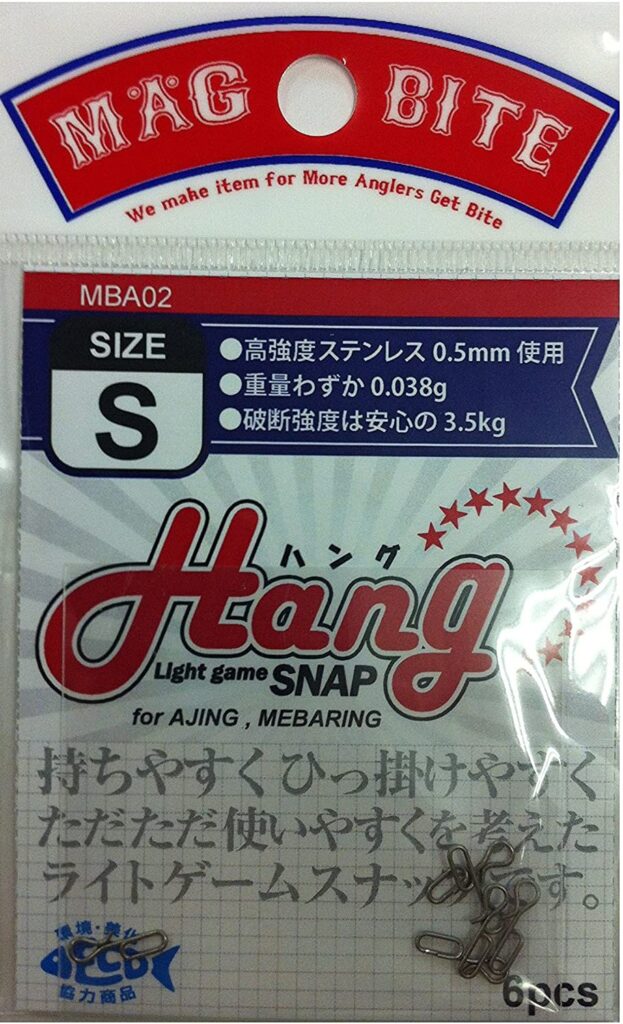 MAG BITE
We make item for More Anglers Get Bite
MBA02
SIZE
S
●高強度ステンレス 0.5mm 使用
●重量わずか 0.038g
●破断強度は安心の 3.5kg
ハング
Hang
Light game SNAP
for AJING , MEBARING
持ちやすくひっ掛けやすく
ただただ使いやすくを考えた
ライトゲームスナップです。
環境・美化
協力商品
6pcs